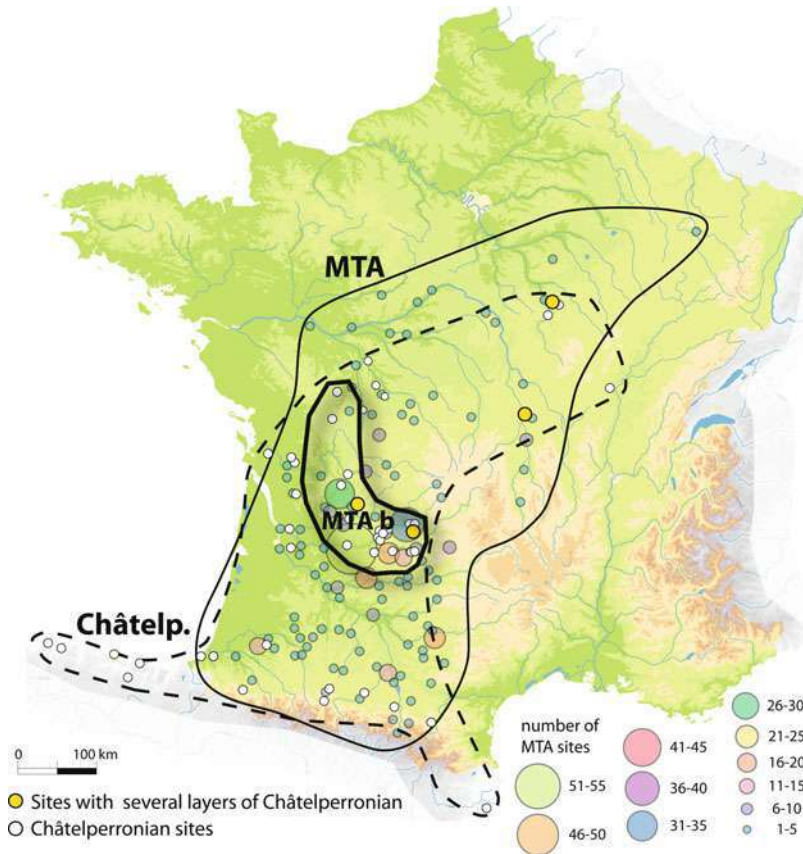 MTA
MTA b
Châtelp.
0 100 km
Sites with several layers of Châtelperronian
Châtelperronian sites
number of
MTA sites
51-55
46-50
41-45
36-40
31-35
26-30
21-25
16-20
11-15
6-10
1-5